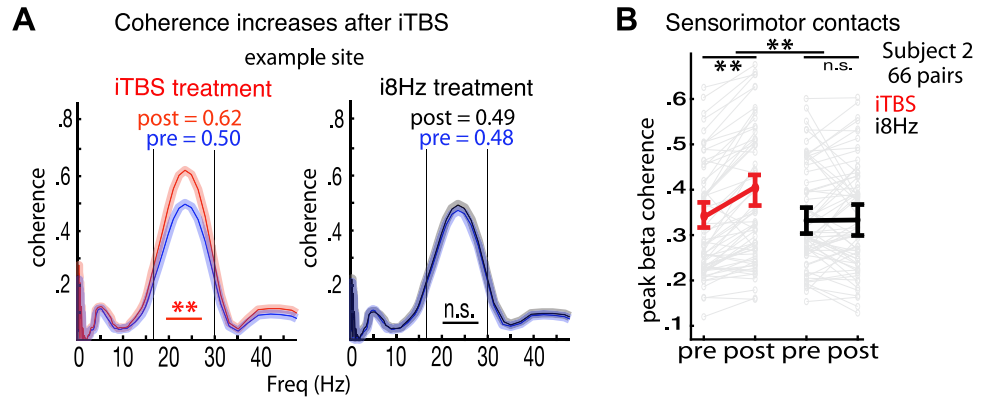 A
Coherence increases after iTBS
example site
iTBS treatment
post = 0.62
pre = 0.50
.8
.6
.4
.2
coherence
**
0 10 20 30 40
i8Hz treatment
post = 0.49
pre = 0.48
.8
.6
.4
.2
coherence
n.s.
0 10 20 30 40
Freq (Hz)
B
Sensorimotor contacts
**
**
n.s.
Subject 2
66 pairs
iTBS
i8Hz
.6
.5
.4
.3
.2
.1
peak beta coherence
pre post pre post